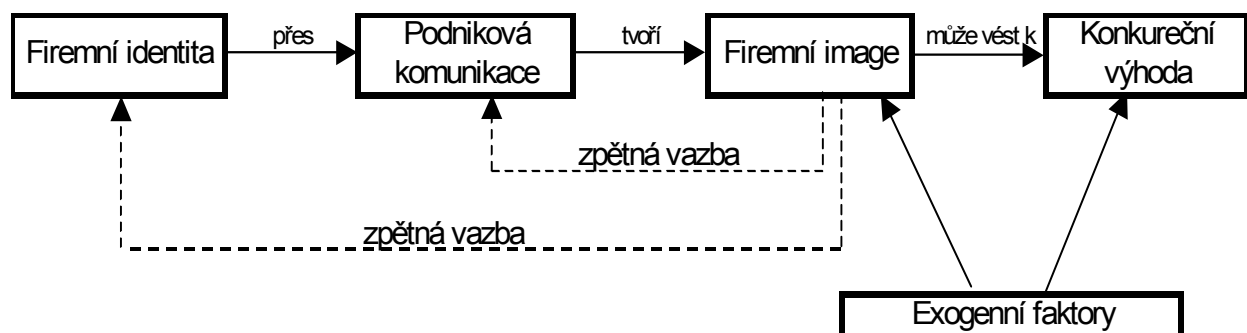 Firemní identita
přes
Podniková
komunikace
tvoří
Firemní image
může vést k
Konkureční
výhoda
zpětná vazba
zpětná vazba
Exogenní faktory